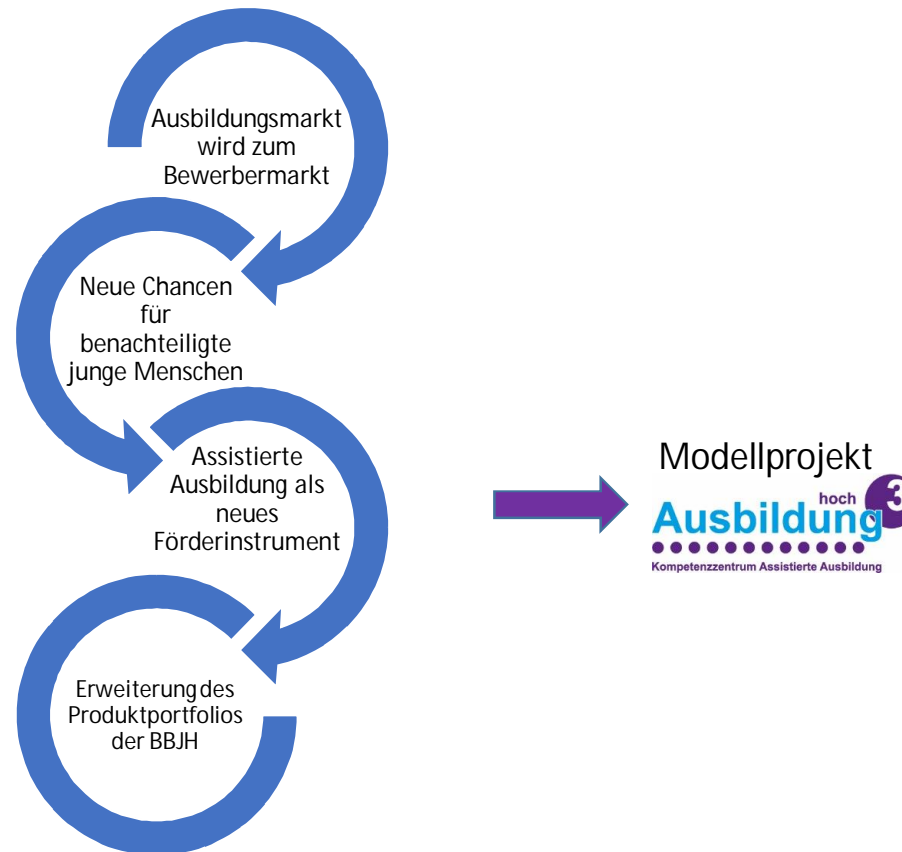 Ausbildungsmarkt
wird zum
Bewerbermarkt
Neue Chancen
für
benachteiligte
junge Menschen
Assistierte
Ausbildung als
neues
Förderinstrument
Erweiterung des
Produktportfolios
der BBJH
Modellprojekt
hoch 3
Ausbildung
Kompetenzzentrum Assistierte Ausbildung